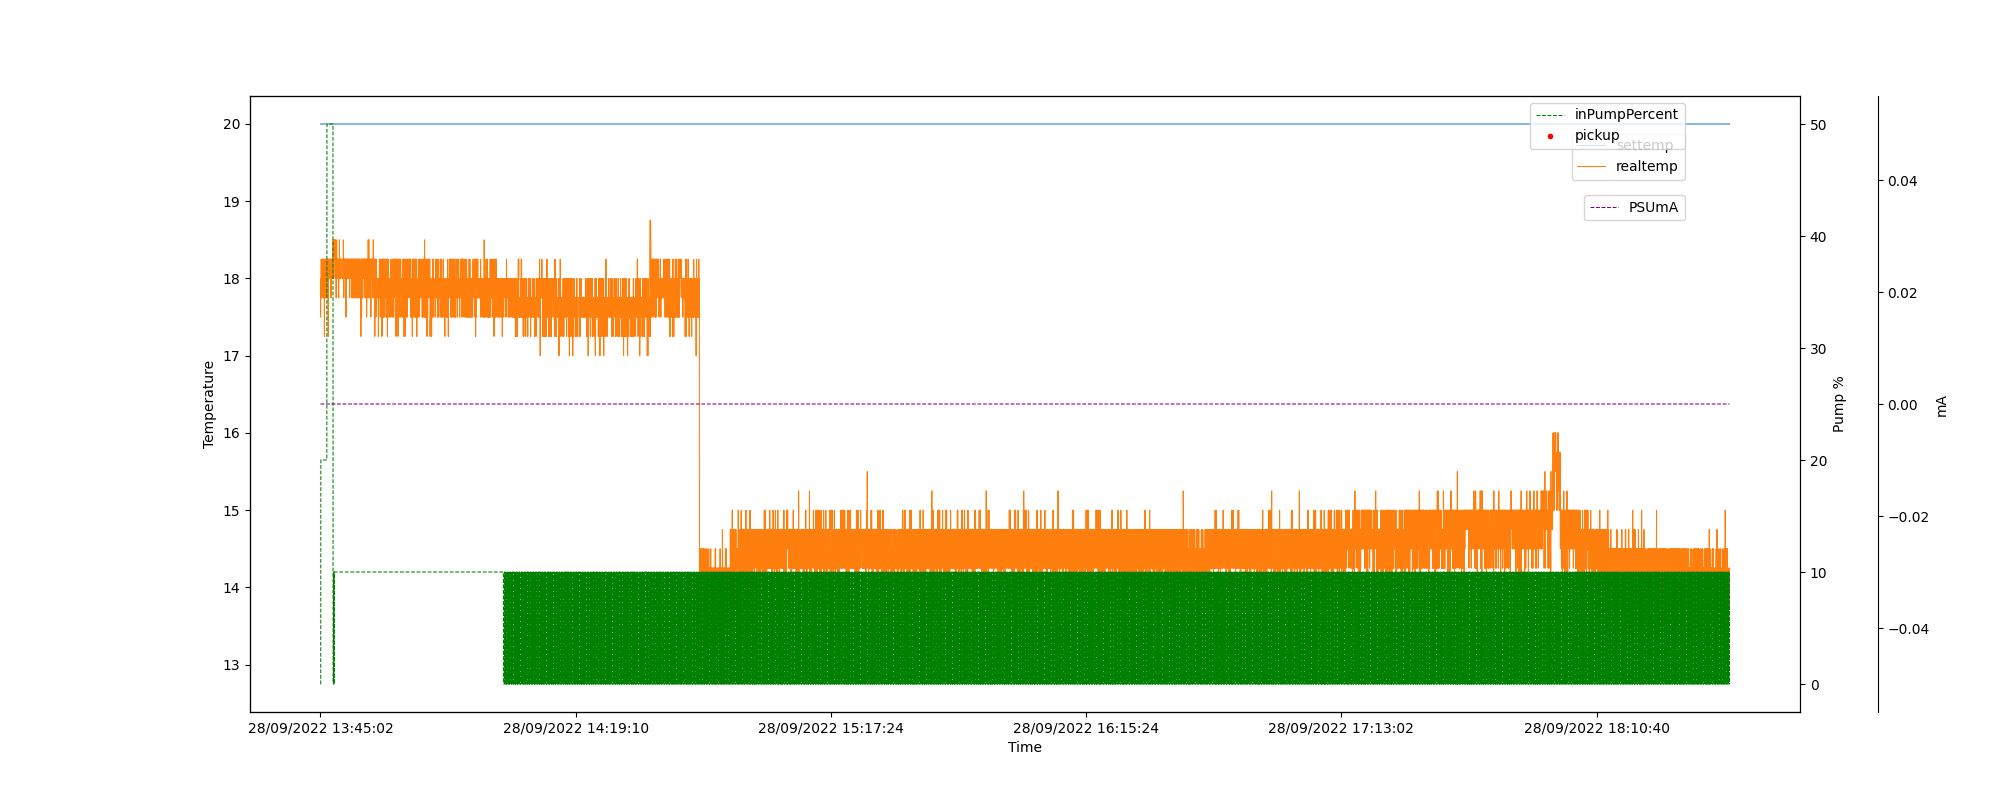 inPumpPercent
pickup
settemp
realtemp
PSUmA
20
19
18
17
16
15
14
13
Temperature
50
40
30
20
10
0
Pump %
0.04
0.02
0.00
−0.02
−0.04
mA
28/09/2022 13:45:02
28/09/2022 14:19:10
28/09/2022 15:17:24
28/09/2022 16:15:24
28/09/2022 17:13:02
28/09/2022 18:10:40
Time